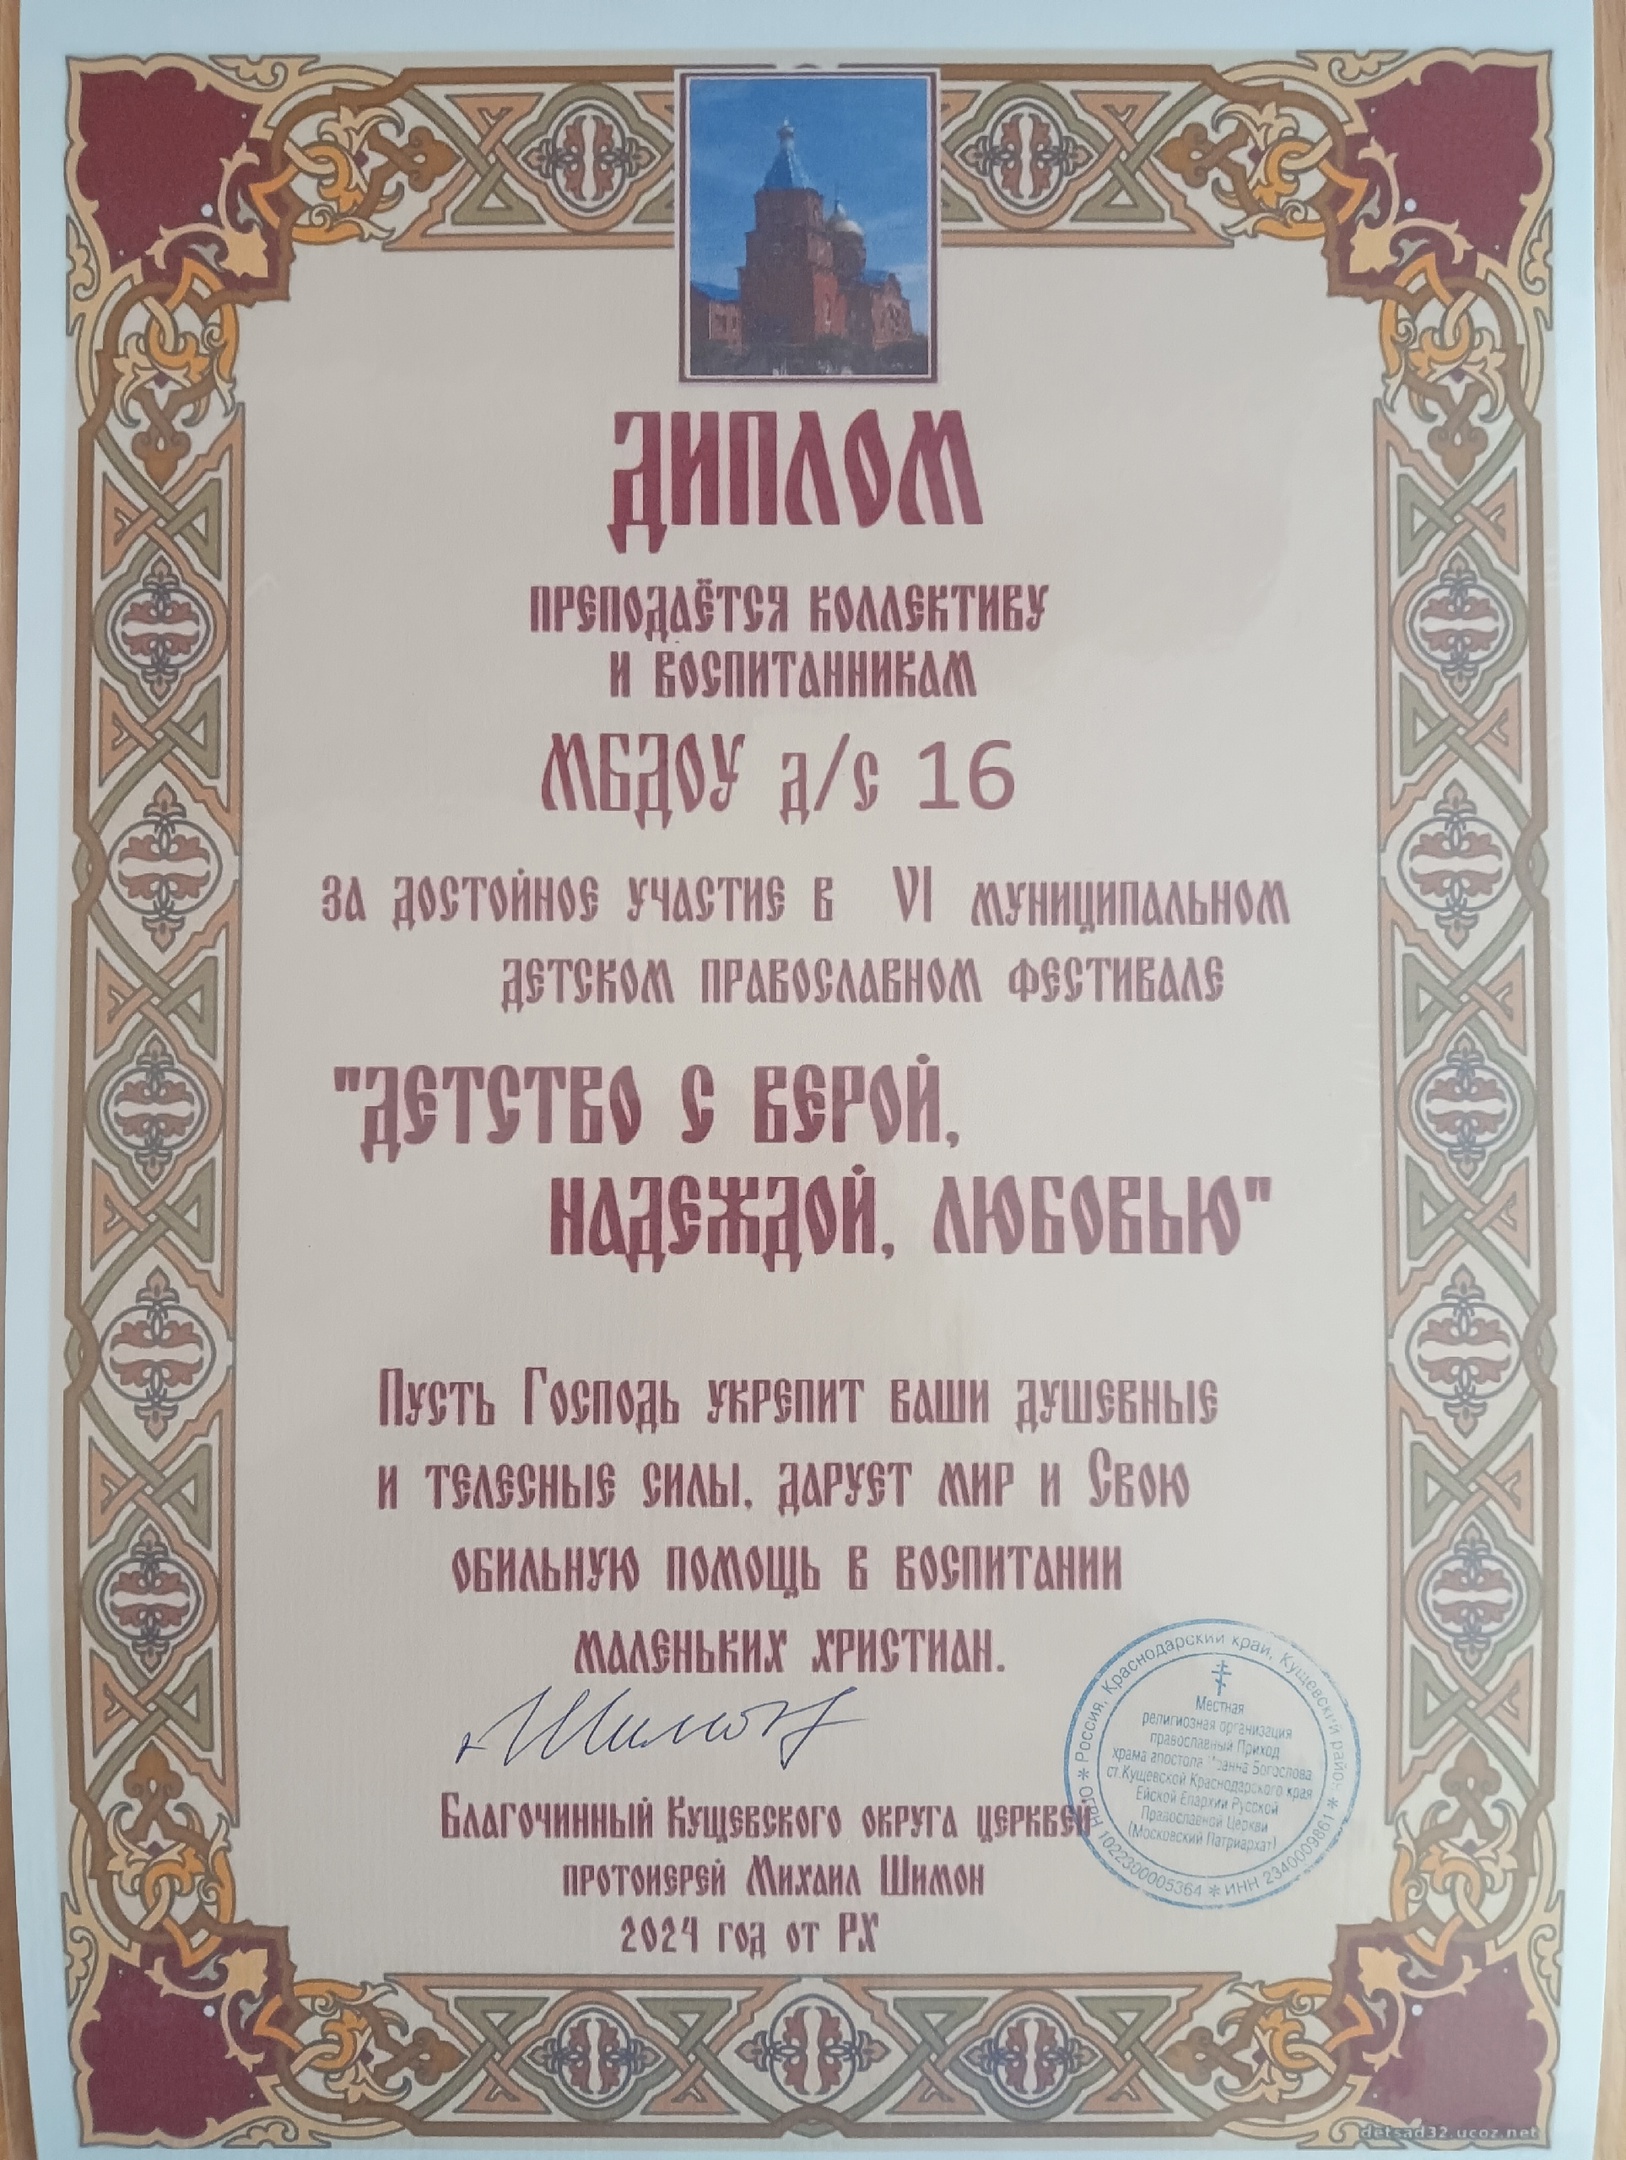 ДИПЛОМ
ПРЕПОДАЁТСЯ КОЛЛЕКТИВУ
И ВОСПИТАННИКАМ
МБДОУ д/с 16
ЗА ДОСТОЙНОЕ УЧАСТИЕ В VI МУНИЦИПАЛЬНОМ
ДЕТСКОМ ПРАВОСЛАВНОМ ФЕСТИВАЛЕ
"ДЕТСТВО С ВЕРОЙ,
НАДЕЖДОЙ, ЛЮБОВЬЮ"
Пусть Господь укрепит ваши душевные
и телесные силы, дарует мир и Свою
обильную помощь в воспитании
маленьких христиан.
Благочинный Кущевского округа церквей
протоиерей Михаил Шимон
2024 год от РХ
Россия, Краснодарский край, Кущевский район
Местная
религиозная организация
православный Приход
храма апостола Иоанна Богослова
ст.Кущевской Краснодарского края
Ейской Епархии Русской
Православной Церкви
(Московский Патриархат)
ОГРН 1022300005364 * ИНН 2340009861 *
detsad32.ucoz.net